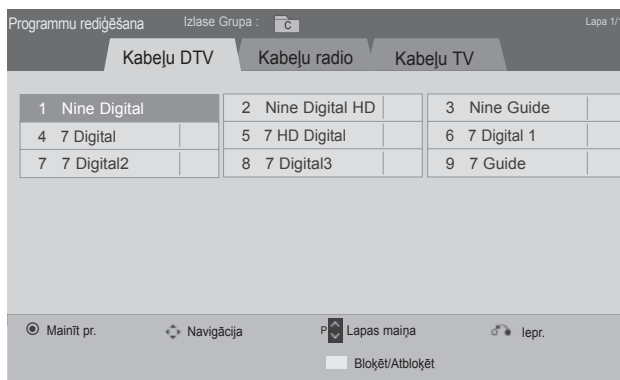 Programmu rediģēšana Izlase Grupa : C Lapa 1/1
Kabeļu DTV Kabeļu radio Kabeļu TV
1 Nine Digital 2 Nine Digital HD 3 Nine Guide
4 7 Digital 5 7 HD Digital 6 7 Digital 1
7 7 Digital2 8 7 Digital3 9 7 Guide
Mainīt pr. Navigācija P Lapas maiņa Iepr.
Bloķēt/Atbloķēt